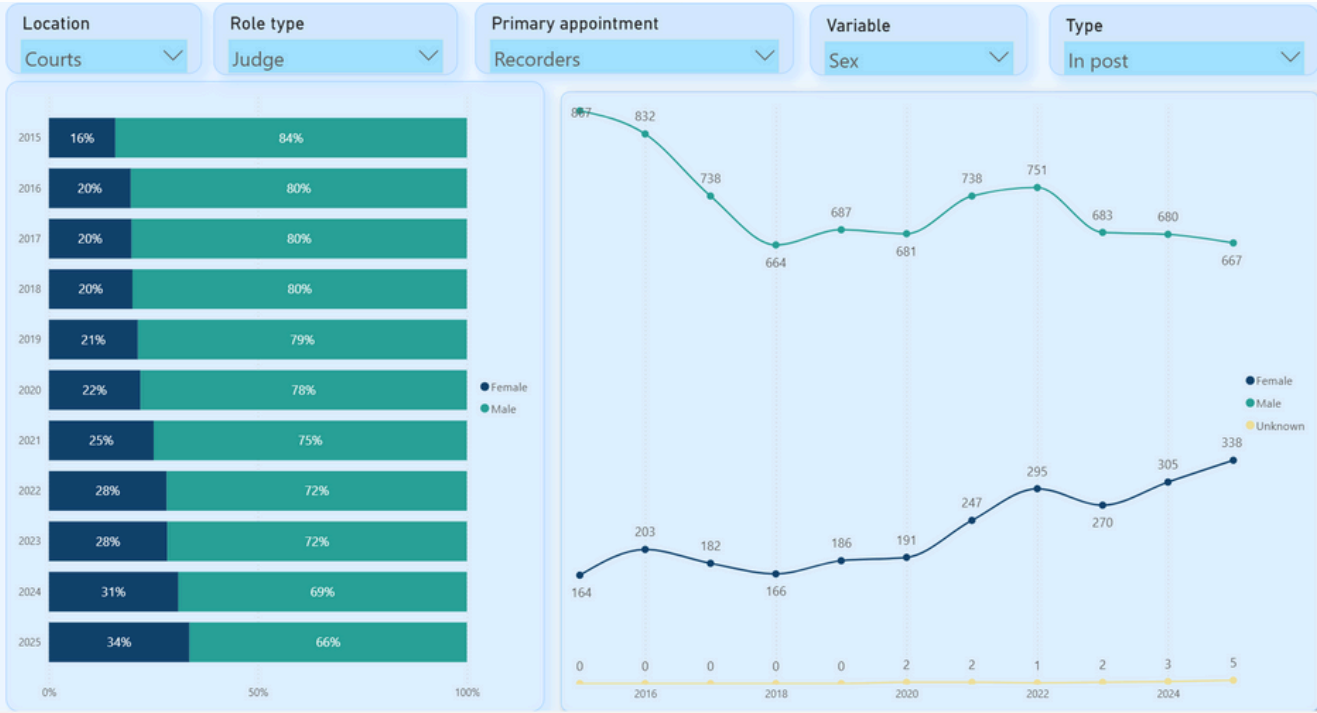 Location
Courts
Role type
Judge
Primary appointment
Recorders
Variable
Sex
Type
In post
2015 16% 84%
2016 20% 80%
2017 20% 80%
2018 20% 80%
2019 21% 79%
2020 22% 78%
2021 25% 75%
2022 28% 72%
2023 28% 72%
2024 31% 69%
2025 34% 66%
0% 50% 100%
Female
Male
867 832 738 664 687 681 738 751 683 680 667
164 203 182 166 186 191 247 295 270 305 338
0 0 0 0 0 2 2 1 2 3 5
2016 2018 2020 2022 2024
Female
Male
Unknown